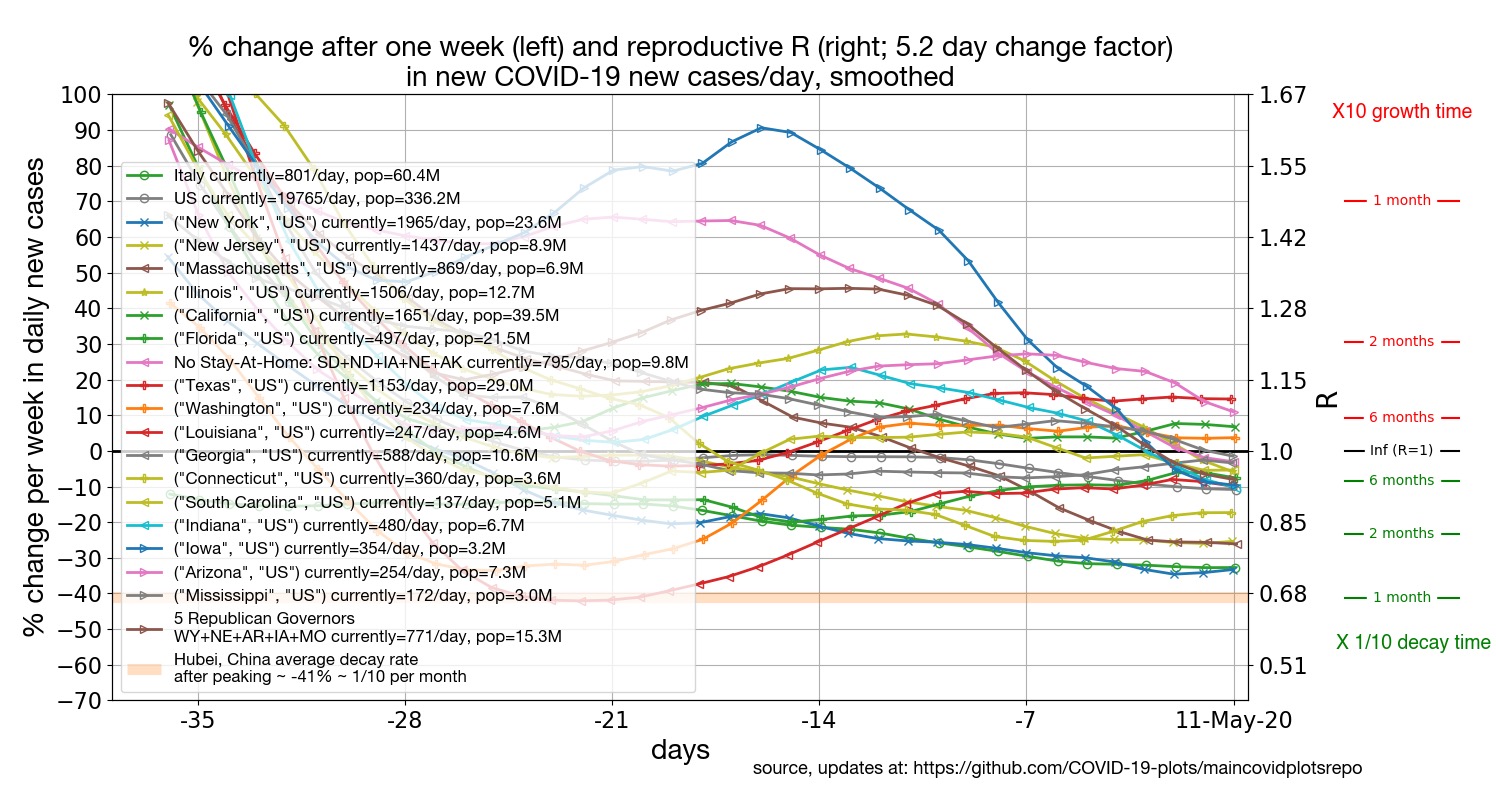 % change after one week (left) and reproductive R (right; 5.2 day change factor)
in new COVID-19 new cases/day, smoothed
% change per week in daily new cases
100
90
80
70
60
50
40
30
20
10
0
−10
−20
−30
−40
−50
−60
−70
Italy currently=801/day, pop=60.4M
US currently=19765/day, pop=336.2M
("New York", "US") currently=1965/day, pop=23.6M
("New Jersey", "US") currently=1437/day, pop=8.9M
("Massachusetts", "US") currently=869/day, pop=6.9M
("Illinois", "US") currently=1506/day, pop=12.7M
("California", "US") currently=1651/day, pop=39.5M
("Florida", "US") currently=497/day, pop=21.5M
No Stay-At-Home: SD+ND+IA+NE+AK currently=795/day, pop=9.8M
("Texas", "US") currently=1153/day, pop=29.0M
("Washington", "US") currently=234/day, pop=7.6M
("Louisiana", "US") currently=247/day, pop=4.6M
("Georgia", "US") currently=588/day, pop=10.6M
("Connecticut", "US") currently=360/day, pop=3.6M
("South Carolina", "US") currently=137/day, pop=5.1M
("Indiana", "US") currently=480/day, pop=6.7M
("Iowa", "US") currently=354/day, pop=3.2M
("Arizona", "US") currently=254/day, pop=7.3M
("Mississippi", "US") currently=172/day, pop=3.0M
5 Republican Governors
WY+NE+AR+IA+MO currently=771/day, pop=15.3M
Hubei, China average decay rate
after peaking ~ -41% ~ 1/10 per month
-35
-28
-21
-14
-7
11-May-20
days
1.67
1.55
1.42
1.28
1.15
1.0
0.85
0.68
0.51
R
X10 growth time
1 month
2 months
6 months
Inf (R=1)
6 months
2 months
1 month
X 1/10 decay time
source, updates at: https://github.com/COVID-19-plots/maincovidplotsrepo